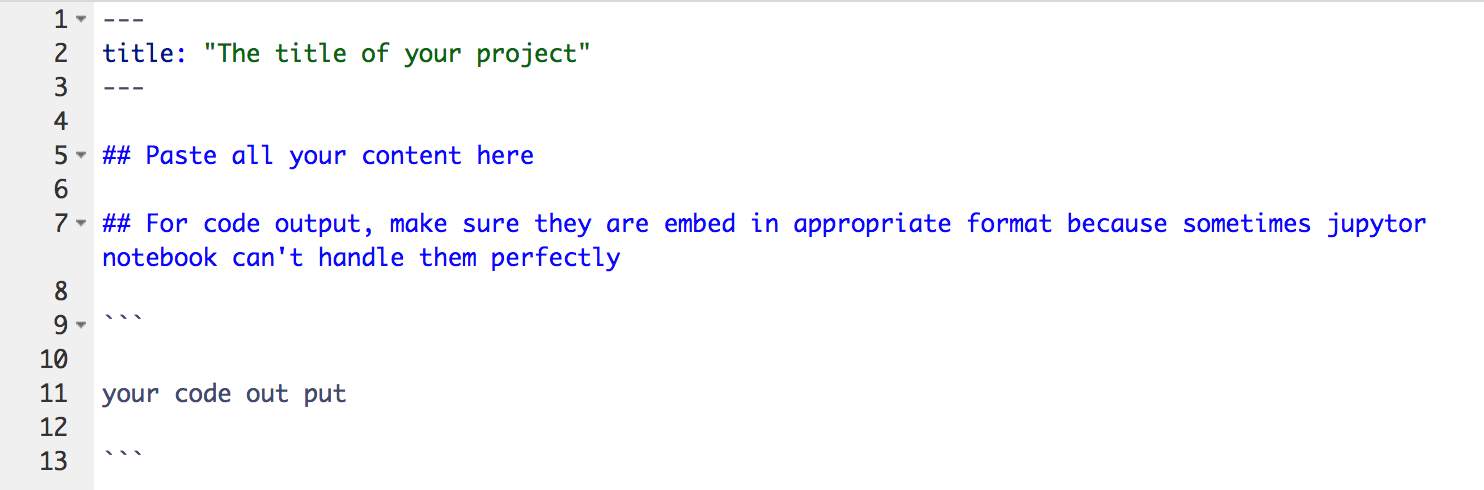 1 ---
2 title: "The title of your project"
3 ---
4
5 ## Paste all your content here
6
7 ## For code output, make sure they are embed in appropriate format because sometimes jupytor
notebook can't handle them perfectly
8
9 ```
10
11 your code out put
12
13 ```